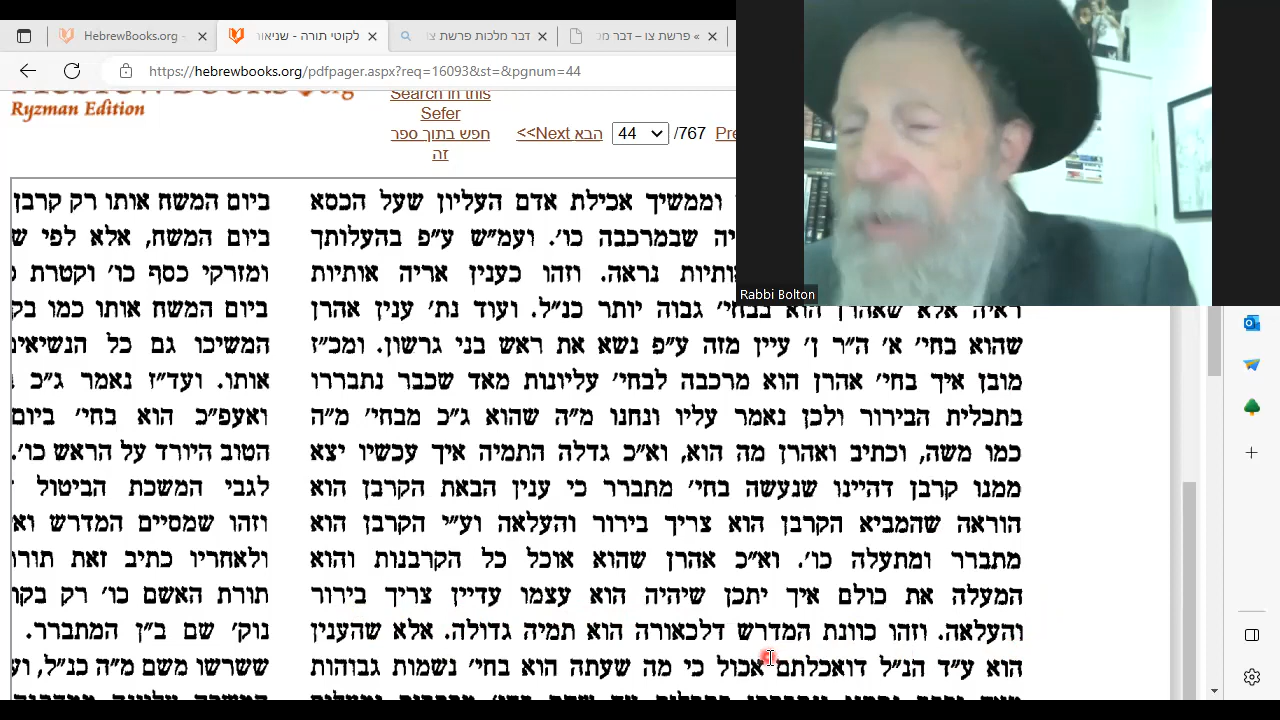 HebrewBooks.org -
לקוטי תורה - שניאור
דבר מלכות פרשת צו
פרשת צו – דבר מל »
https://hebrewbooks.org/pdfpager.aspx?req=16093&st=&pgnum=44
Ryzman Edition
Search in this
Sefer
חפש בתוך ספר
זה
<<Next הבא
44
/767
Pre
Rabbi Bolton
וממשיך אכילת אדם העליון שעל הכסא
יה שבמרכבה כו׳. ועמ״ש ע״פ בהעלותך
אותיות נראה. וזהו כענין אריה אותיות
ראיה אלא שאהרן הוא בבחי׳ גבוה יותר כנ״ל. ועוד נת׳ ענין אהרן
שהוא בחי׳ א׳ ה״ר ן׳ עיין מזה ע״פ נשא את ראש בני גרשון. ומכ״ז
מובן איך בחי׳ אהרן הוא מרכבה לבחי׳ עליונות מאד שכבר נתבררו
בתכלית הבירור ולכן נאמר עליו ונחנו מ״ה שהוא ג״כ מבחי׳ מ״ה
כמו משה, וכתיב ואהרן מה הוא, וא״כ גדלה התמיה איך עכשיו יצא
ממנו קרבן דהיינו שנעשה בחי׳ מתברר כי ענין הבאת הקרבן הוא
הוראה שהמביא הקרבן הוא צריך בירור והעלאה וע״י הקרבן הוא
מתברר ומתעלה כו׳. וא״כ אהרן שהוא אוכל כל הקרבנות והוא
המעלה את כולם איך יתכן שיהיה הוא עצמו עדיין צריך בירור
והעלאה. וזהו כוונת המדרש דלכאורה הוא תמיה גדולה. אלא שהענין
הוא ע״ד הנ״ל דואכלתם אכול כי מה שעתה הוא בחי׳ נשמות גבוהות
ביום המשח אותו רק קרבן
ביום המשח, אלא לפי ש
ומזרקי כסף כו׳ וקטרת
ביום המשח אותו כמו בק
המשיכו גם כל הנשיאי
אותו. ועד״ז נאמר ג״כ
ואעפ״כ הוא בחי׳ ביום
הטוב היורד על הראש כו׳.
לגבי המשכת הביטול
וזהו שמסיים המדרש וא
ולאחריו כתיב זאת תור
תורת האשם כו׳ רק בקו
נוק׳ שם ב״ן המתברר.
ששרשו משם מ״ה כנ״ל, וע